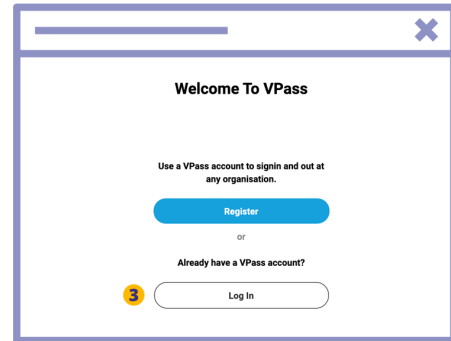 Welcome To VPass
Use a VPass account to signin and out at
any organisation.
Register
or
Already have a VPass account?
3
Log In